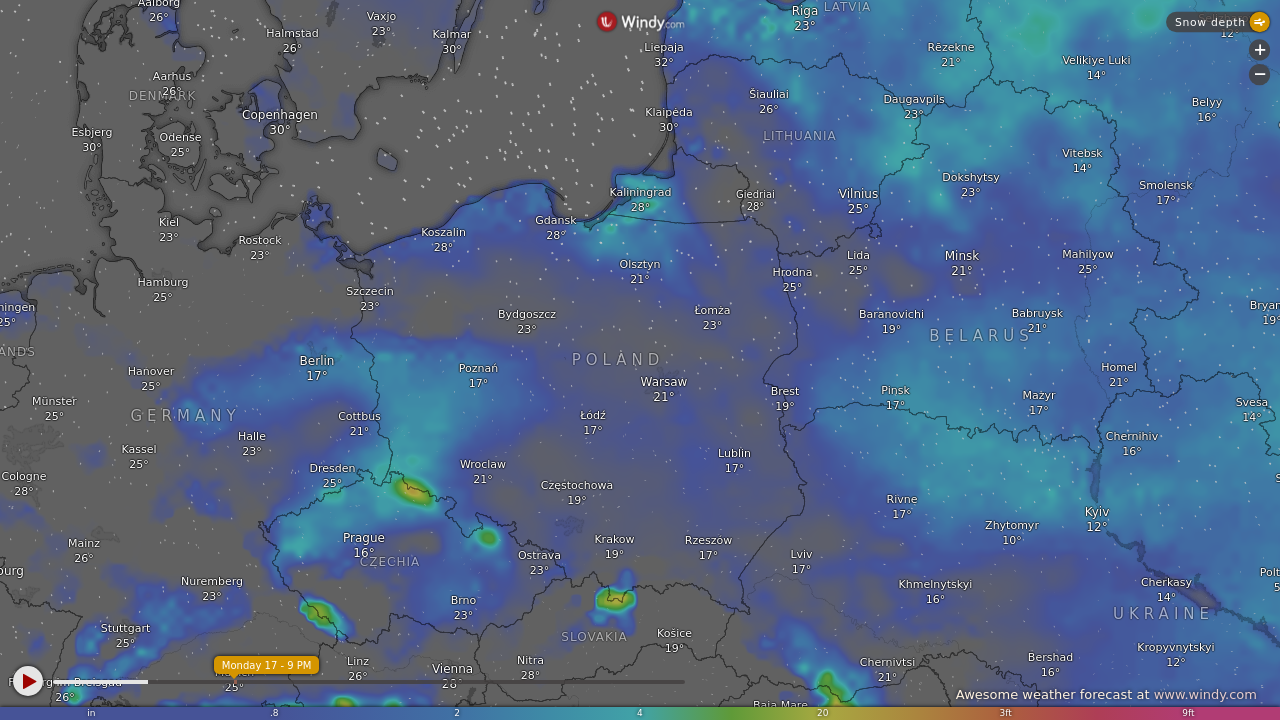 Aalborg
26°
Vaxjo
23°
Halmstad
26°
Kalmar
30°
Windy.com
Liepaja
32°
Riga
23°
LATVIA
Rēzekne
21°
Velikiye Luki
14°
Snow depth
12°
+
−
Aarhus
26°
DENMARK
Copenhagen
30°
Esbjerg
30°
Odense
25°
Klaipėda
30°
Šiauliai
26°
LITHUANIA
Daugavpils
23°
Belyy
16°
Vitebsk
14°
Kiel
23°
Rostock
23°
Koszalin
28°
Gdansk
28°
Kaliningrad
28°
Giedriai
28°
Vilnius
25°
Dokshytsy
23°
Smolensk
17°
Hamburg
25°
Szczecin
23°
Olsztyn
21°
Hrodna
25°
Lida
25°
Minsk
21°
Mahilyow
25°
ningen
25°
Bydgoszcz
23°
Łomża
23°
Baranovichi
19°
Babruysk
21°
Bryan
19°
ANDS
BELARUS
Hanover
25°
Berlin
17°
Poznań
17°
POLAND
Warsaw
21°
Brest
19°
Pinsk
17°
Homel
21°
Münster
25°
GERMANY
Cottbus
21°
Łódź
17°
Mazyr
17°
Svesa
14°
Kassel
25°
Halle
23°
Lublin
17°
Chernihiv
16°
Cologne
28°
Dresden
25°
Wroclaw
21°
Częstochowa
19°
Rivne
17°
Zhytomyr
10°
Kyiv
12°
Mainz
26°
Prague
16°
CZECHIA
Ostrava
23°
Krakow
19°
Rzeszów
17°
Lviv
17°
Nuremberg
23°
Brno
23°
Khmelnytskyi
16°
Cherkasy
14°
Polt
5
UKRAINE
Stuttgart
25°
SLOVAKIA
Košice
19°
Kropyvnytskyi
12°
Monday 17 - 9 PM
25°
26°
Linz
26°
Vienna
28°
Nitra
28°
Chernivtsi
21°
Bershad
16°
Baia Mare
Awesome weather forecast at www.windy.com
in .8 2 4 20 3ft 9ft